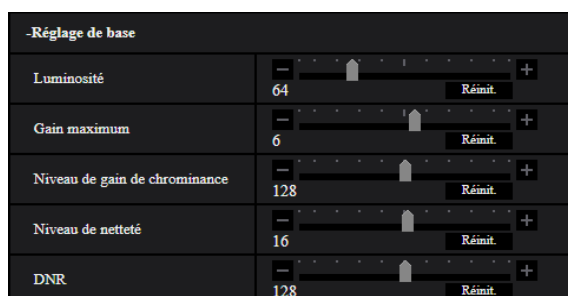 -Réglage de base
Luminosité
64 Réinit.
Gain maximum
6 Réinit.
Niveau de gain de chrominance
128 Réinit.
Niveau de netteté
16 Réinit.
DNR
128 Réinit.